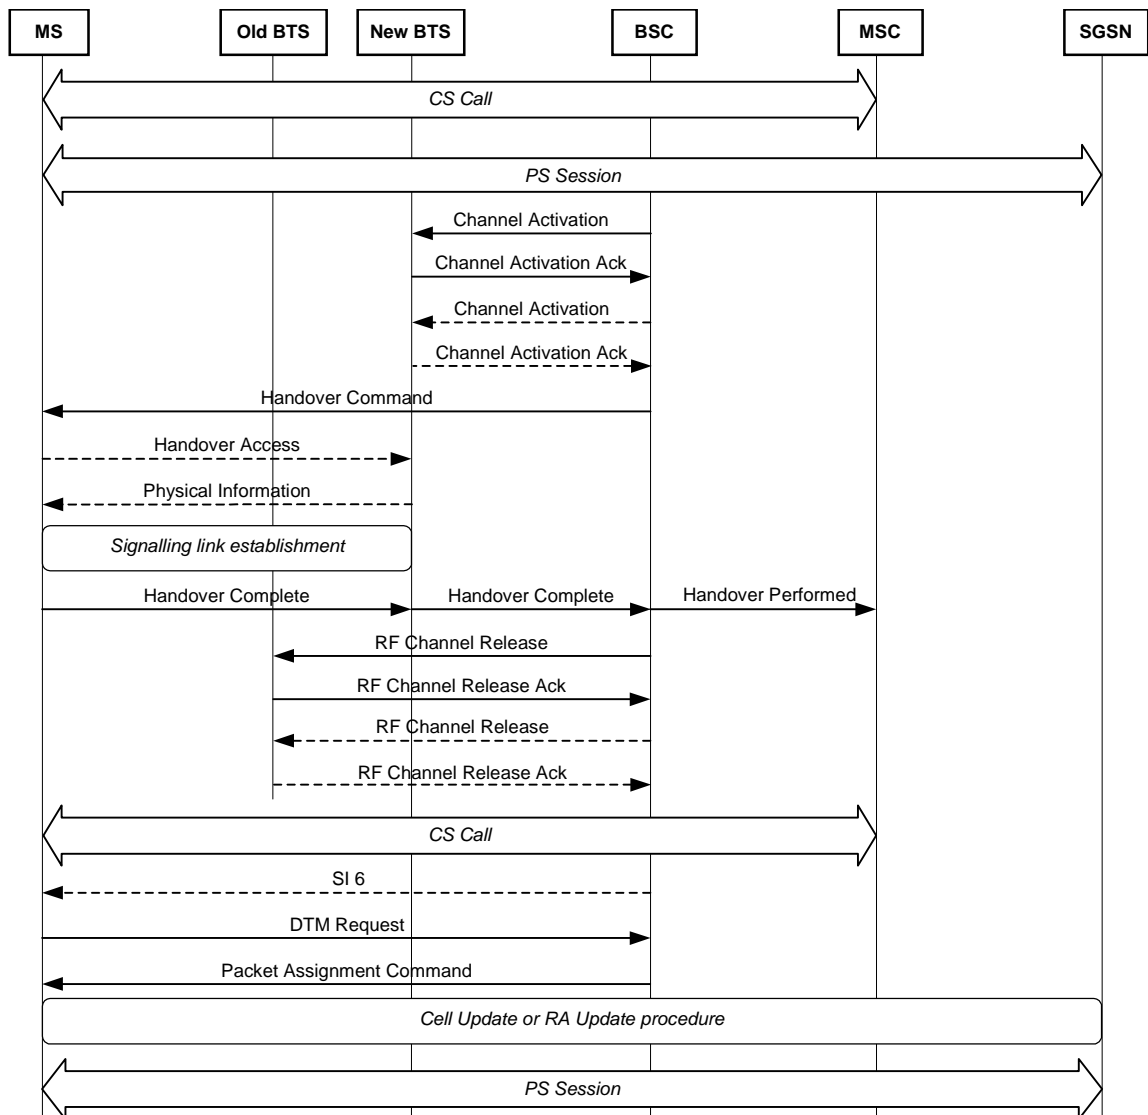 MS
Old BTS
New BTS
BSC
MSC
SGSN
CS Call
PS Session
Channel Activation
Channel Activation Ack
Channel Activation
Channel Activation Ack
Handover Command
Handover Access
Physical Information
Signalling link establishment
Handover Complete
Handover Complete
Handover Performed
RF Channel Release
RF Channel Release Ack
RF Channel Release
RF Channel Release Ack
CS Call
SI 6
DTM Request
Packet Assignment Command
Cell Update or RA Update procedure
PS Session